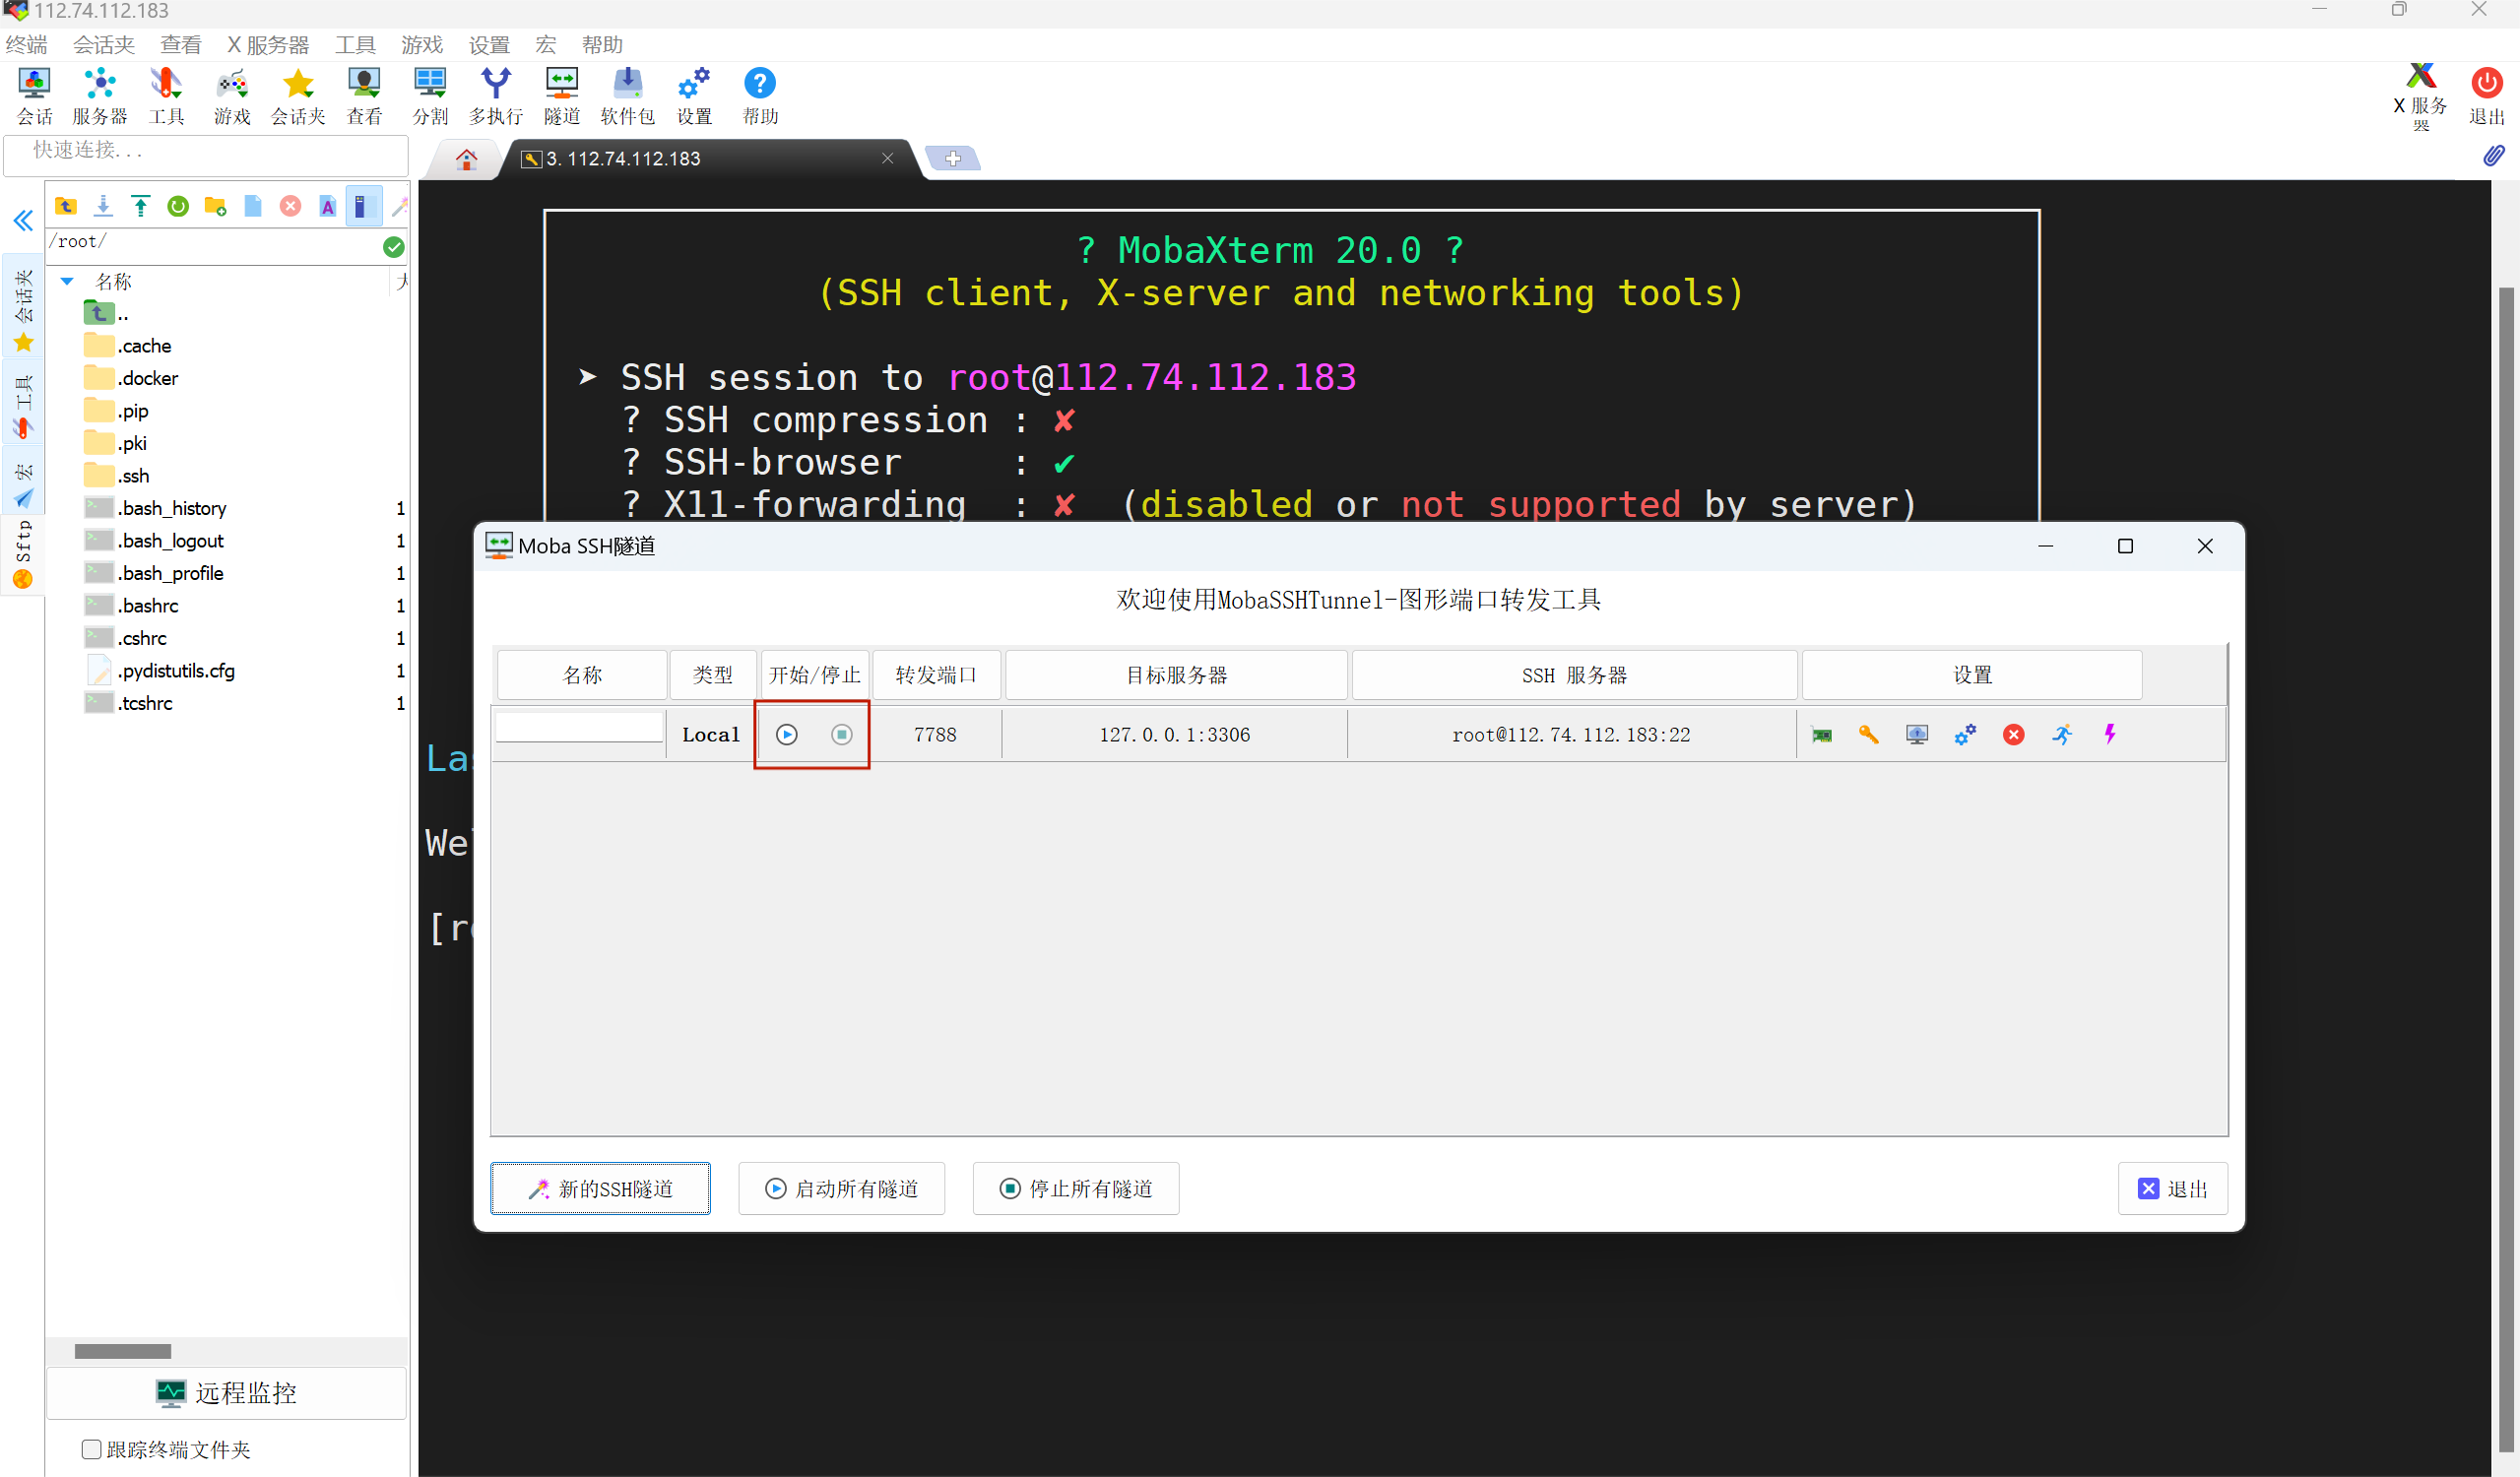 112.74.112.183
终端 会话夹 查看 X 服务器 工具 游戏 设置 宏 帮助
会话 服务器 工具 游戏 会话夹 查看 分割 多执行 隧道 软件包 设置 帮助
X 服务器 退出
快速连接...
3. 112.74.112.183
/root/
名称
会话夹
工具
宏
Sftp
..
.cache
.docker
.pip
.pki
.ssh
.bash_history 1
.bash_logout 1
.bash_profile 1
.bashrc 1
.cshrc 1
.pydistutils.cfg 1
.tcshrc 1
远程监控
跟踪终端文件夹
? MobaXterm 20.0 ?
(SSH client, X-server and networking tools)
➤ SSH session to root@112.74.112.183
? SSH compression : ✘
? SSH-browser : ✔
? X11-forwarding : ✘ (disabled or not supported by server)
La
We
[r
Moba SSH隧道
欢迎使用MobaSSHTunnel-图形端口转发工具
名称 类型 开始/停止 转发端口 目标服务器 SSH 服务器 设置
Local 7788 127.0.0.1:3306 root@112.74.112.183:22
新的SSH隧道 启动所有隧道 停止所有隧道 退出